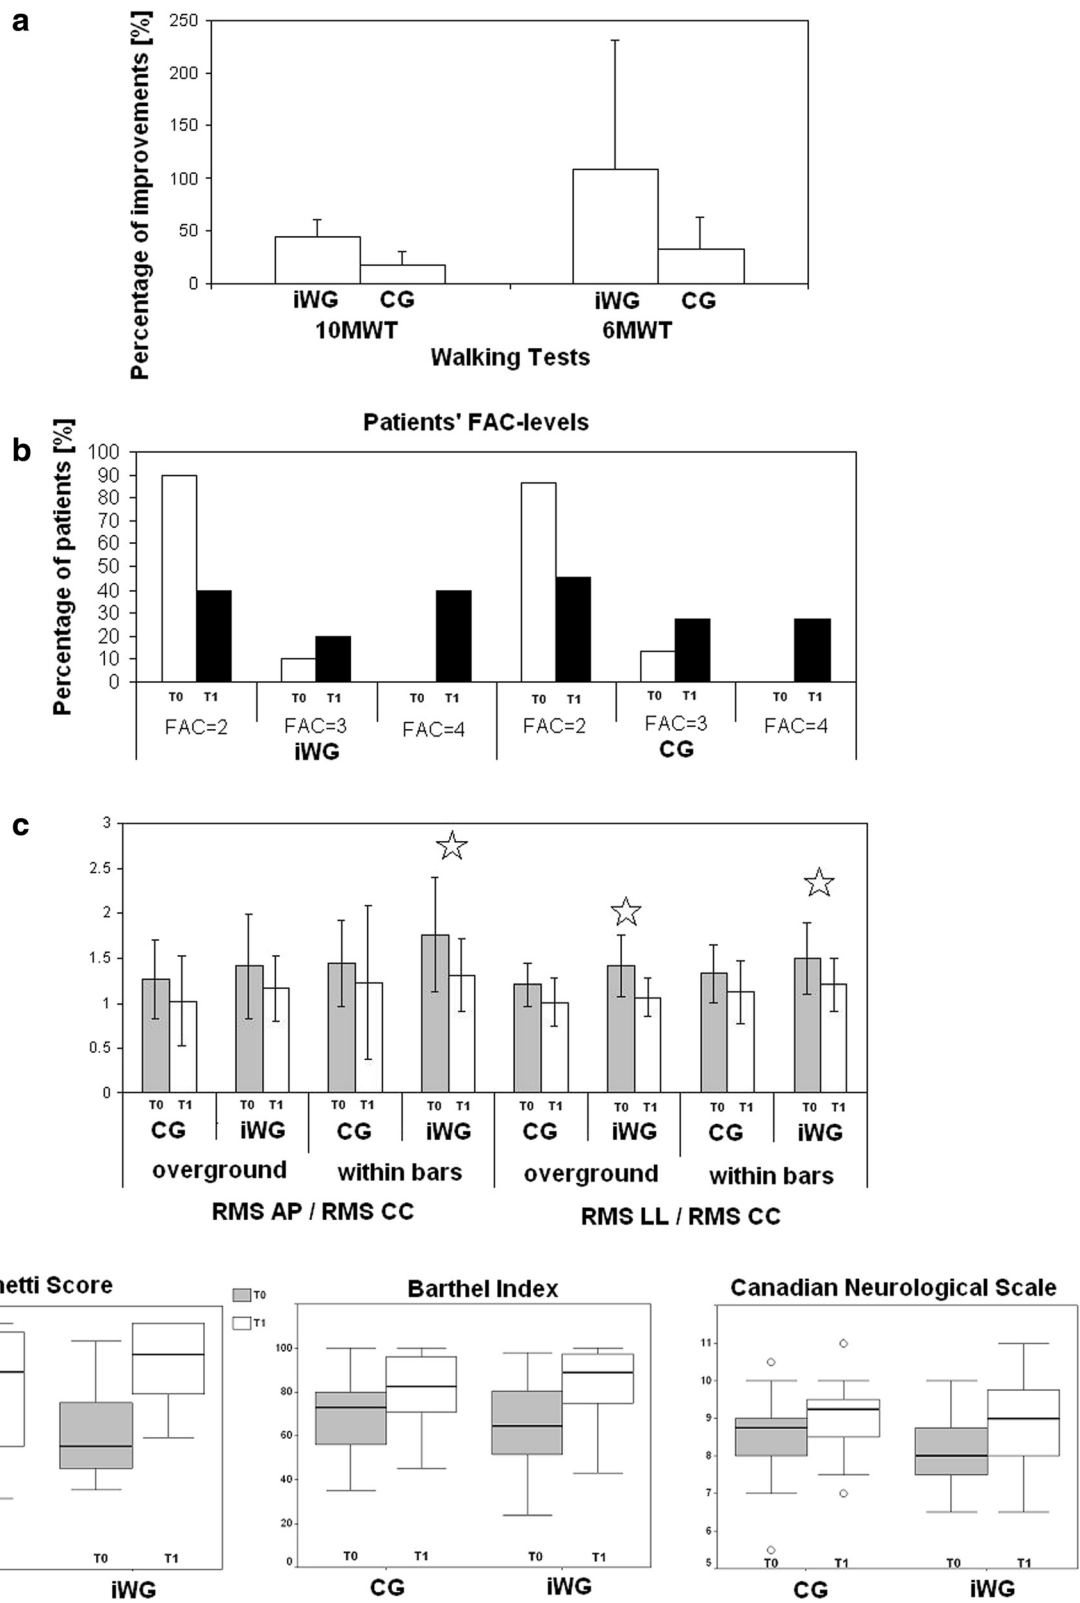 a
Percentage of improvements [%]
250
200
150
100
50
0
iWG CG iWG CG
10MWT 6MWT
Walking Tests
b
Patients' FAC-levels
Percentage of patients [%]
100
90
80
70
60
50
40
30
20
10
0
T0 T1 T0 T1 T0 T1 T0 T1 T0 T1 T0 T1
FAC=2 FAC=3 FAC=4 FAC=2 FAC=3 FAC=4
iWG CG
c
3
2.5
2
1.5
1
0.5
0
T0 T1 T0 T1 T0 T1 T0 T1 T0 T1 T0 T1 T0 T1 T0 T1
CG iWG CG iWG CG iWG CG iWG
overground within bars overground within bars
RMS AP / RMS CC RMS LL / RMS CC
Score
T0 T1
iWG
T0
T1
Barthel Index
100
80
60
40
20
0
T0 T1 T0 T1
CG iWG
Canadian Neurological Scale
11
10
9
8
7
6
5
T0 T1 T0 T1
CG iWG